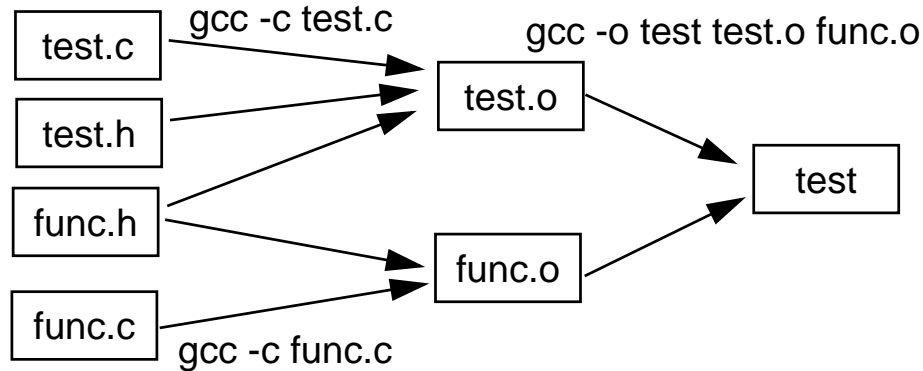 gcc -c test.c
gcc -o test test.o func.o
test.c
test.o
test.h
test
func.h
func.o
func.c
gcc -c func.c